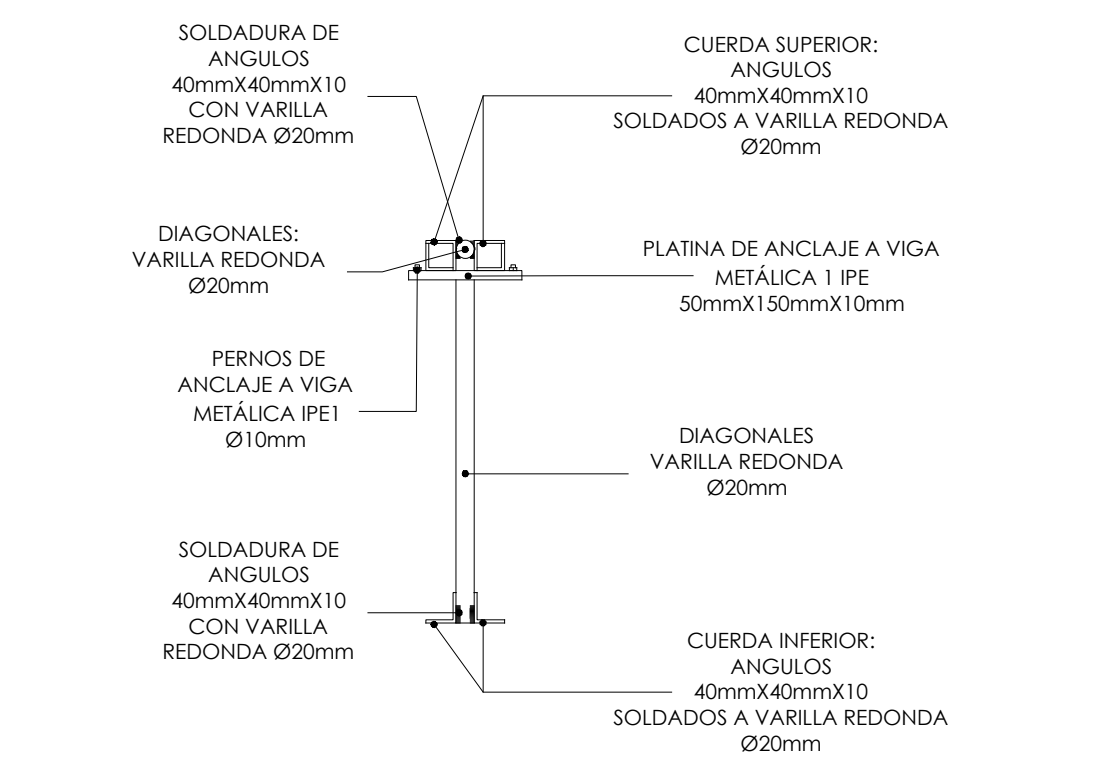 SOLDADURA DE
ANGULOS
40mmX40mmX10
CON VARILLA
REDONDA Ø20mm
CUERDA SUPERIOR:
ANGULOS
40mmX40mmX10
SOLDADOS A VARILLA REDONDA
Ø20mm
DIAGONALES:
VARILLA REDONDA
Ø20mm
PLATINA DE ANCLAJE A VIGA
METÁLICA 1 IPE
50mmX150mmX10mm
PERNOS DE
ANCLAJE A VIGA
METÁLICA IPE1
Ø10mm
DIAGONALES
VARILLA REDONDA
Ø20mm
SOLDADURA DE
ANGULOS
40mmX40mmX10
CON VARILLA
REDONDA Ø20mm
CUERDA INFERIOR:
ANGULOS
40mmX40mmX10
SOLDADOS A VARILLA REDONDA
Ø20mm